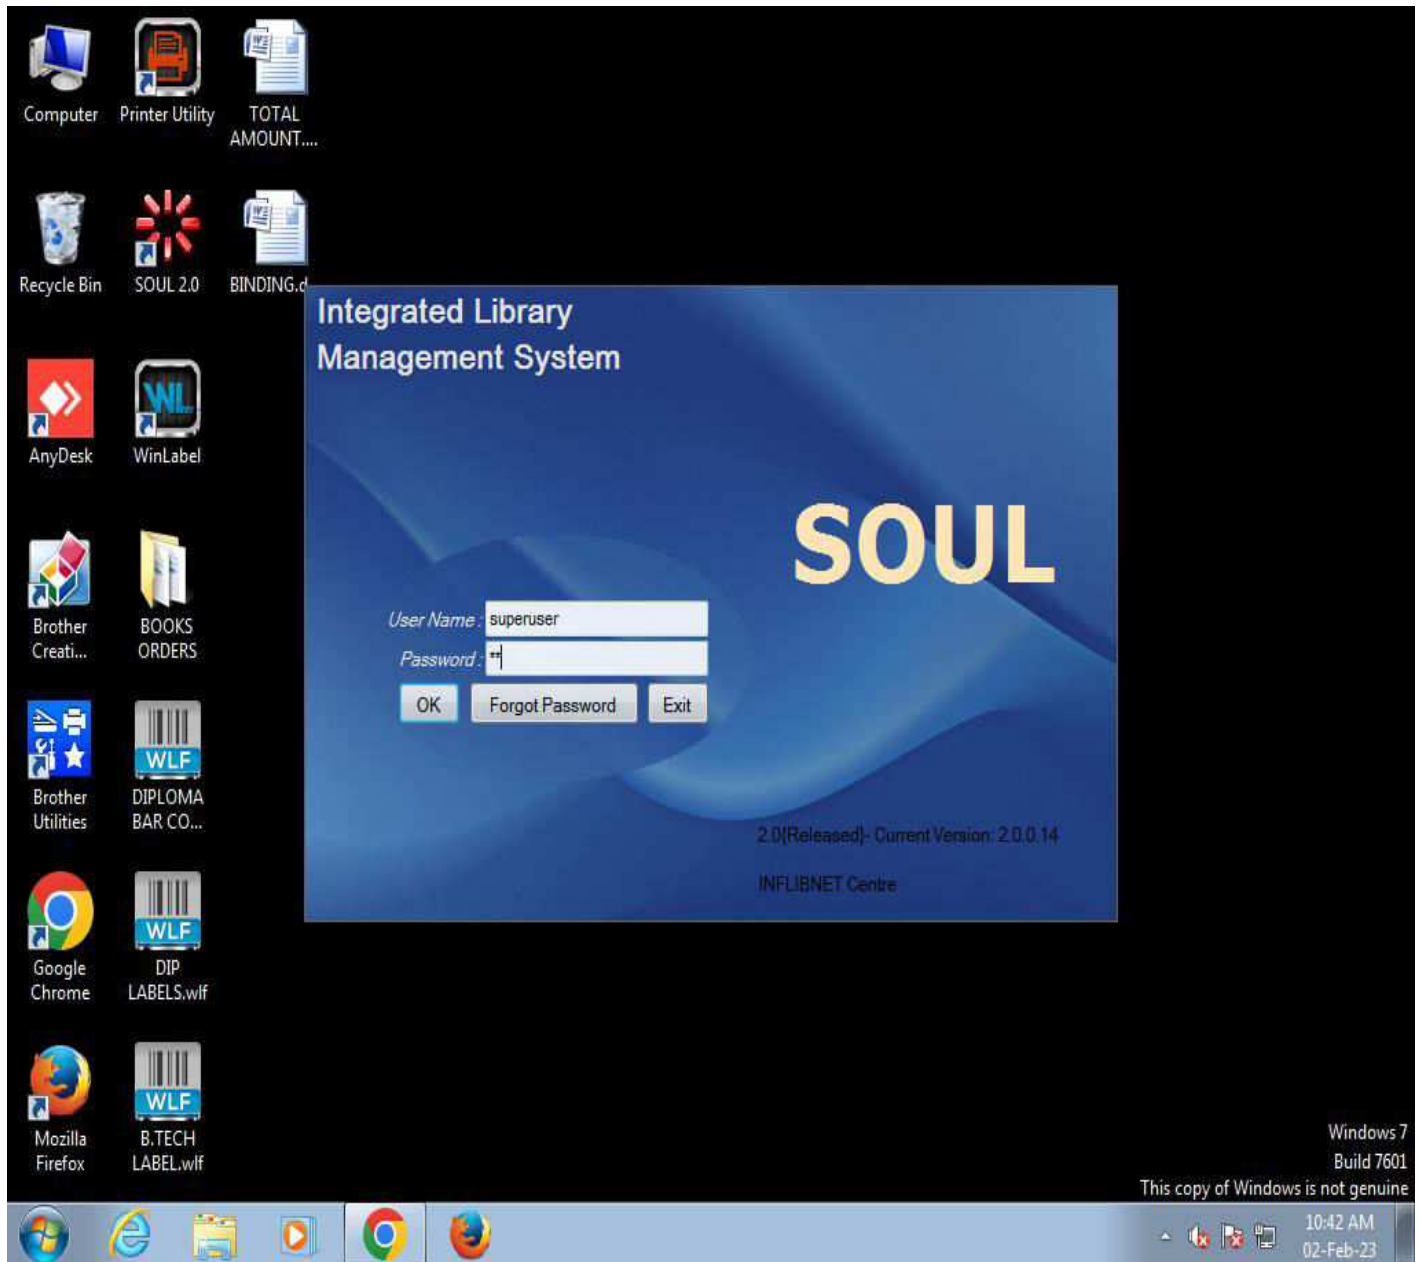 Computer
Printer Utility
TOTAL
AMOUNT....
Recycle Bin
SOUL 2.0
BINDING.d
Integrated Library
Management System
AnyDesk
WL
WinLabel
SOUL
User Name : superuser
Password : **
OK
Forgot Password
Exit
Brother
Creati...
BOOKS
ORDERS
Brother
Utilities
WLF
DIPLOMA
BAR CO...
2.0(Released)- Current Version: 2.0.0.14
INFLIBNET Centre
Google
Chrome
WLF
DIP
LABELS.wlf
Mozilla
Firefox
WLF
B.TECH
LABEL.wlf
Windows 7
Build 7601
This copy of Windows is not genuine
10:42 AM
02-Feb-23